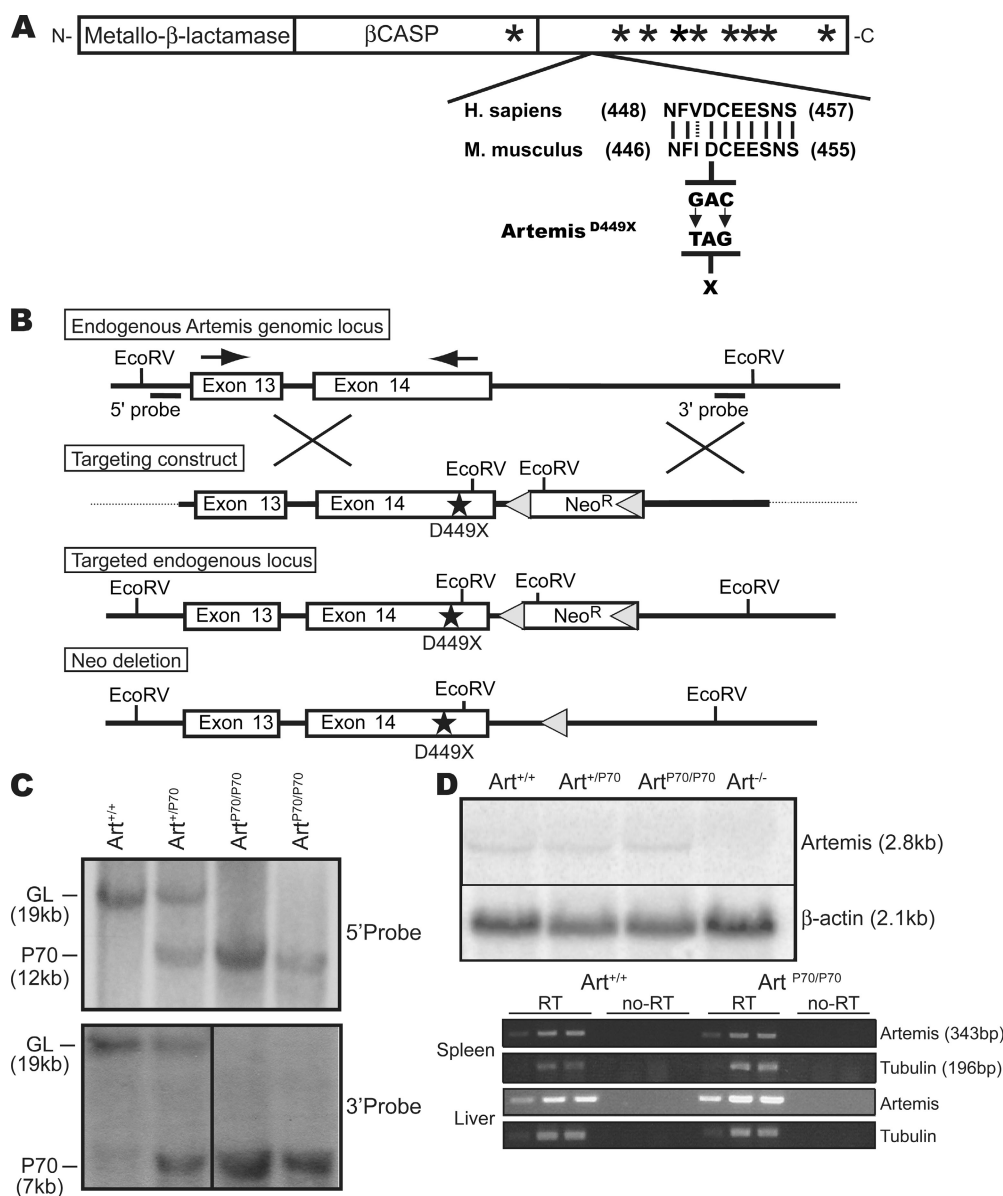 A
N- Metallo-β-lactamase βCASP * * * * * * * * * -C
H. sapiens (448) NFVDCEESNS (457)
M. musculus (446) NFIDCEESNS (455)
GAC
Artemis D449X
TAG
X
B
Endogenous Artemis genomic locus
EcoRV EcoRV
Exon 13 Exon 14
5' probe 3' probe
Targeting construct
EcoRV EcoRV
Exon 13 Exon 14 NeoR
D449X
Targeted endogenous locus
EcoRV EcoRV EcoRV EcoRV
Exon 13 Exon 14 NeoR
D449X
Neo deletion
EcoRV EcoRV EcoRV
Exon 13 Exon 14
D449X
C
Art+/+ Art+/P70 ArtP70/P70 ArtP70/P70
GL
(19kb)
5'Probe
P70
(12kb)
GL
(19kb)
3'Probe
P70
(7kb)
D
Art+/+ Art+/P70 ArtP70/P70 Art-/-
Artemis (2.8kb)
β-actin (2.1kb)
Art+/+ Art P70/P70
RT no-RT RT no-RT
Spleen
Artemis (343bp)
Tubulin (196bp)
Liver
Artemis
Tubulin